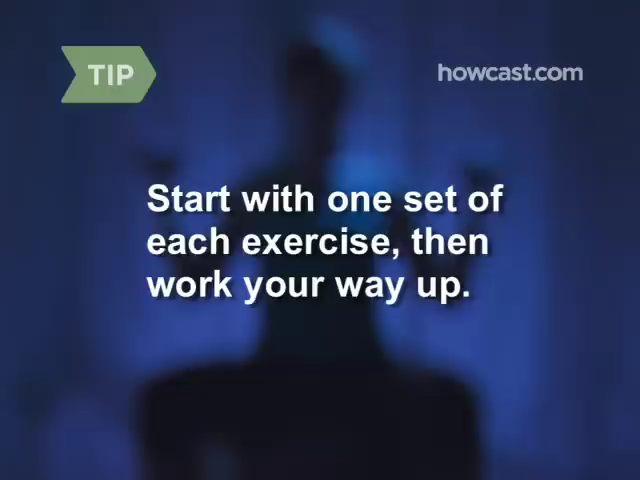 TIP
howcast.com
Start with one set of
each exercise, then
work your way up.